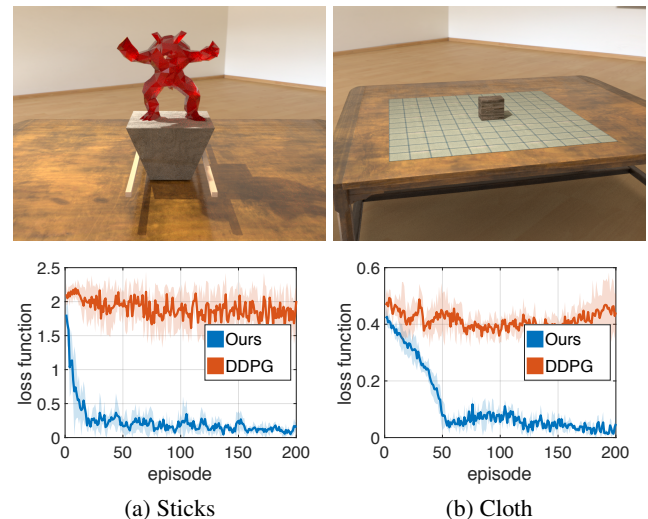 2.5
2
1.5
1
0.5
0
0 50 100 150 200
loss function
episode
Ours
DDPG
(a) Sticks
0.6
0.4
0.2
0
0 50 100 150 200
loss function
episode
Ours
DDPG
(b) Cloth